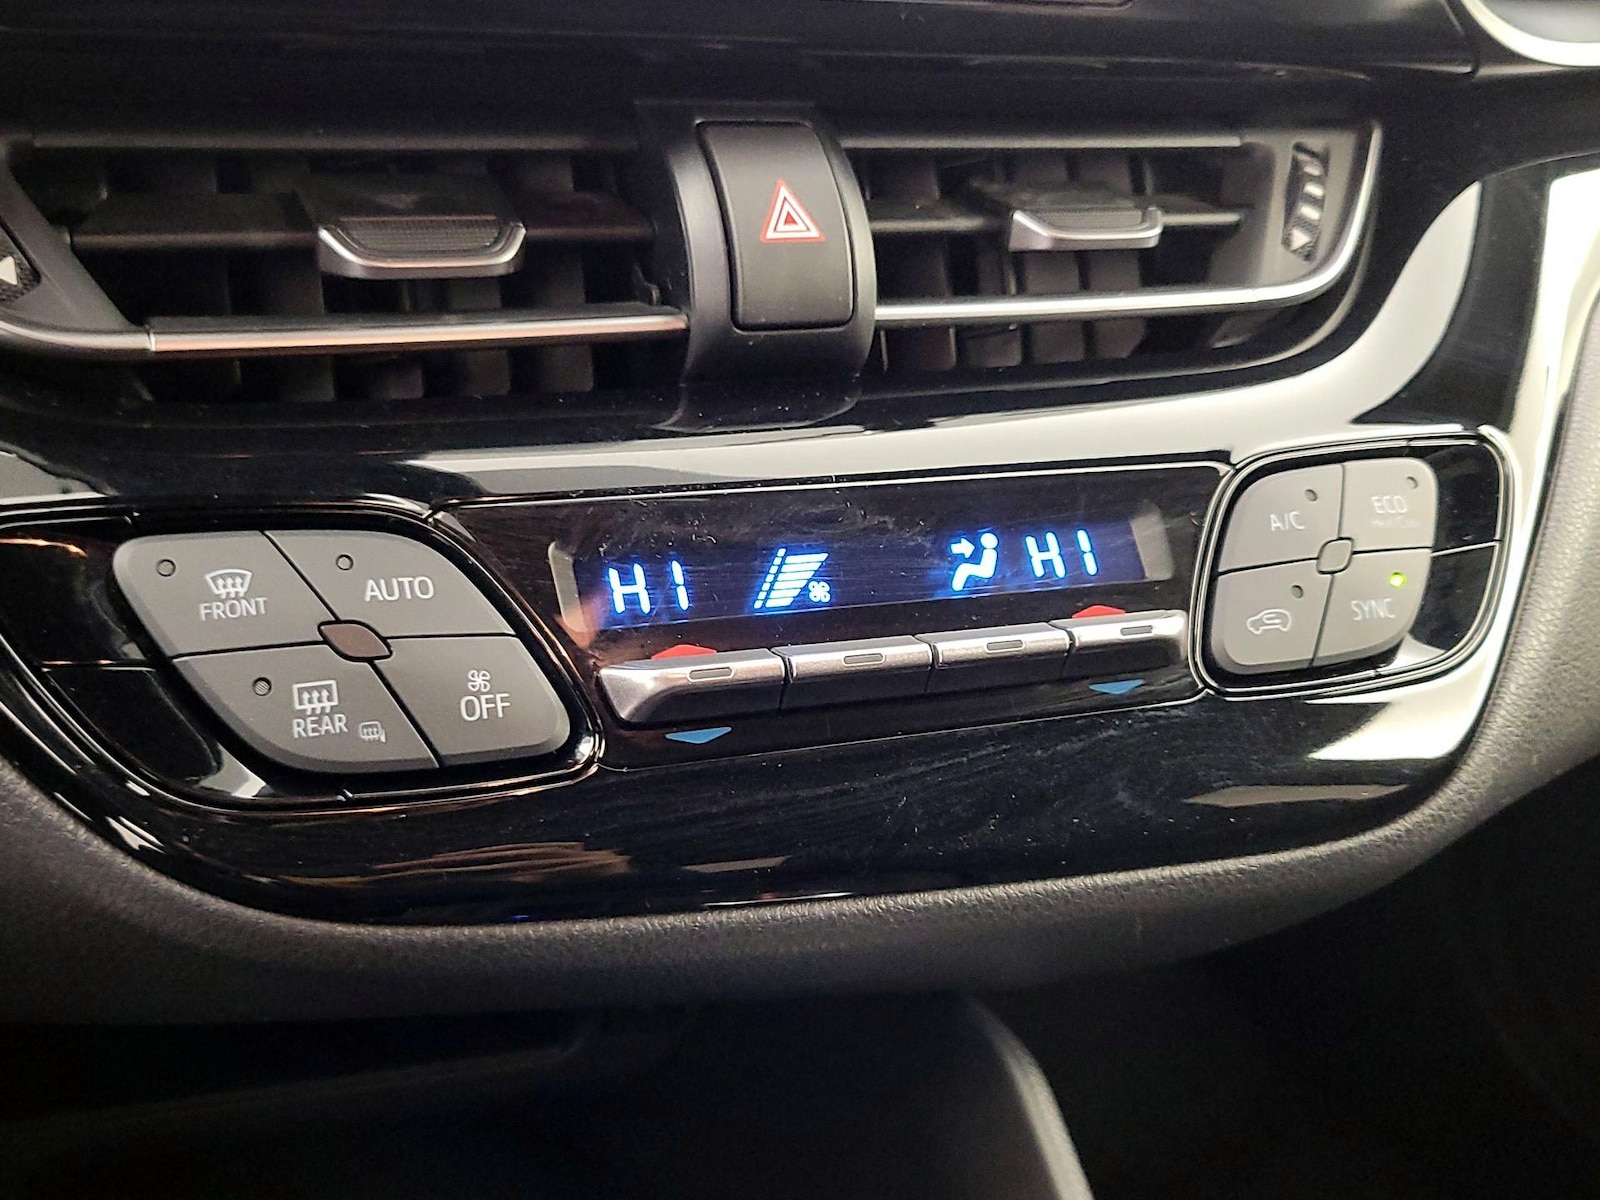 HI HI
A/C ECO
FRONT AUTO
SYNC
REAR OFF